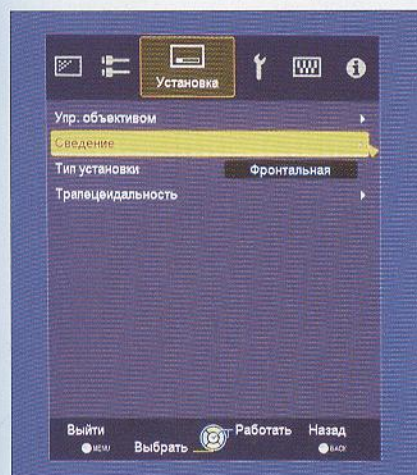 Установка
Упр. объективом
Сведение
Тип установки Фронтальная
Трапецеидальность
Выйти Работать Назад
MENU Выбрать BACK